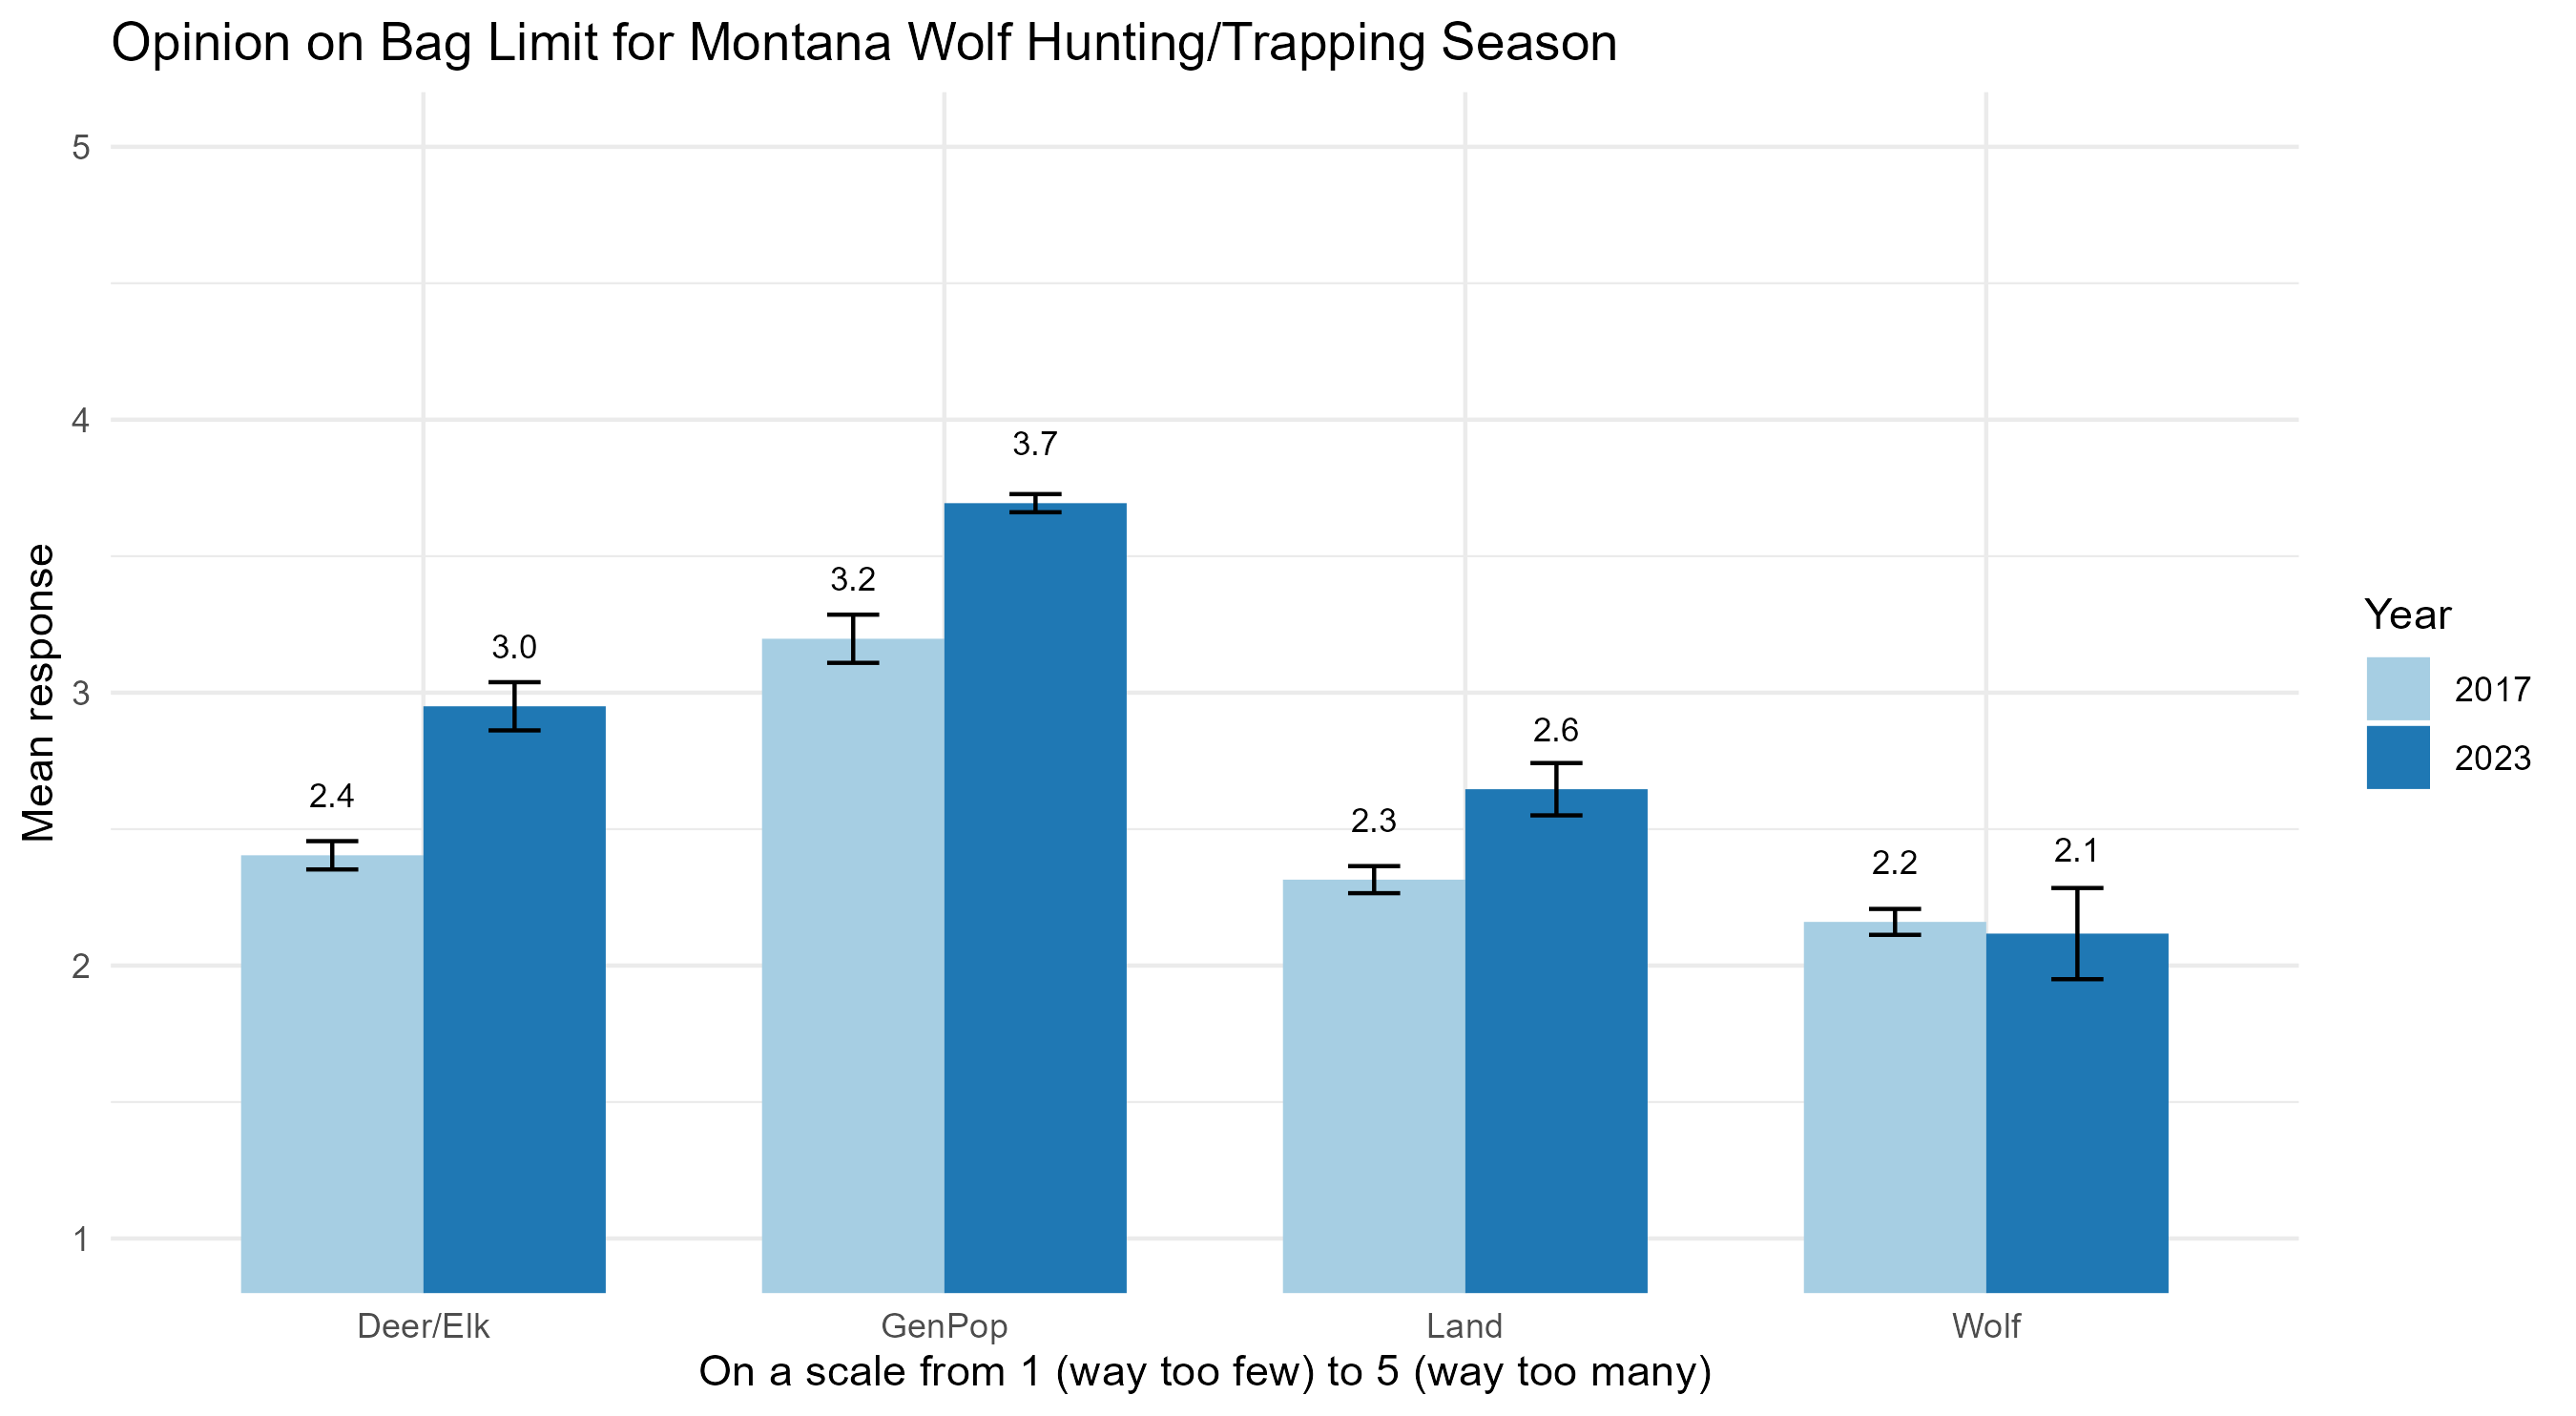 Opinion on Bag Limit for Montana Wolf Hunting/Trapping Season
Mean response
5
4
3
2
1
2.4
3.0
3.2
3.7
2.3
2.6
2.2
2.1
Deer/Elk
GenPop
Land
Wolf
On a scale from 1 (way too few) to 5 (way too many)
Year
2017
2023